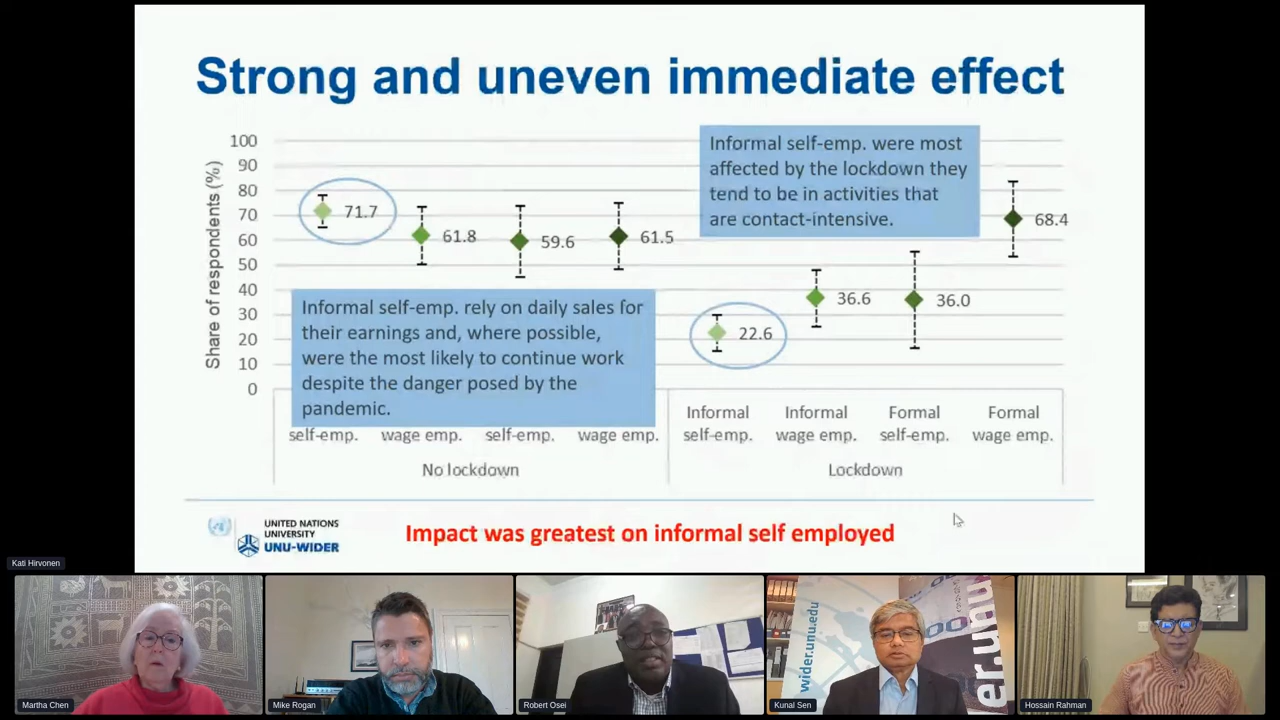 Strong and uneven immediate effect
Share of respondents (%)
100
90
80
70
60
50
40
30
20
10
0
71.7
61.8
59.6
61.5
22.6
36.6
36.0
68.4
Informal self-emp. were most
affected by the lockdown they
tend to be in activities that
are contact-intensive.
Informal self-emp. rely on daily sales for
their earnings and, where possible,
were the most likely to continue work
despite the danger posed by the
pandemic.
self-emp.
wage emp.
self-emp.
wage emp.
Informal
self-emp.
Informal
wage emp.
Formal
self-emp.
Formal
wage emp.
No lockdown
Lockdown
UNITED NATIONS
UNIVERSITY
UNU-WIDER
Impact was greatest on informal self employed
Kati Hirvonen
wider.unu.edu
er.unu
Martha Chen
Mike Rogan
Robert Osei
Kunal Sen
Hossain Rahman